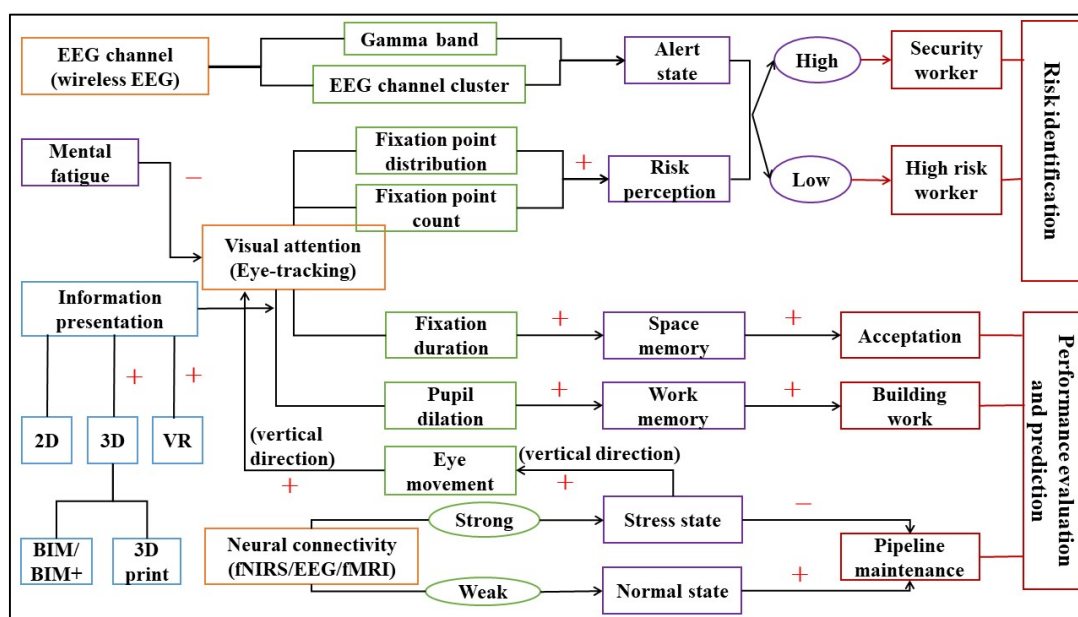 EEG channel
(wireless EEG)
Gamma band
EEG channel cluster
Alert
state
High
Security
worker
Risk identification
Mental
fatigue
−
Fixation point
distribution
Fixation point
count
+
Risk
perception
Low
High risk
worker
Visual attention
(Eye-tracking)
Information
presentation
+
+
2D
3D
VR
BIM/
BIM+
3D
print
Fixation
duration
+
Space
memory
+
Acceptation
Performance evaluation
and prediction
Pupil
dilation
+
Work
memory
+
Building
work
(vertical
direction)
+
Eye
movement
(vertical direction)
+
Neural connectivity
(fNIRS/EEG/fMRI)
Strong
Stress state
−
Pipeline
maintenance
Weak
Normal state
+